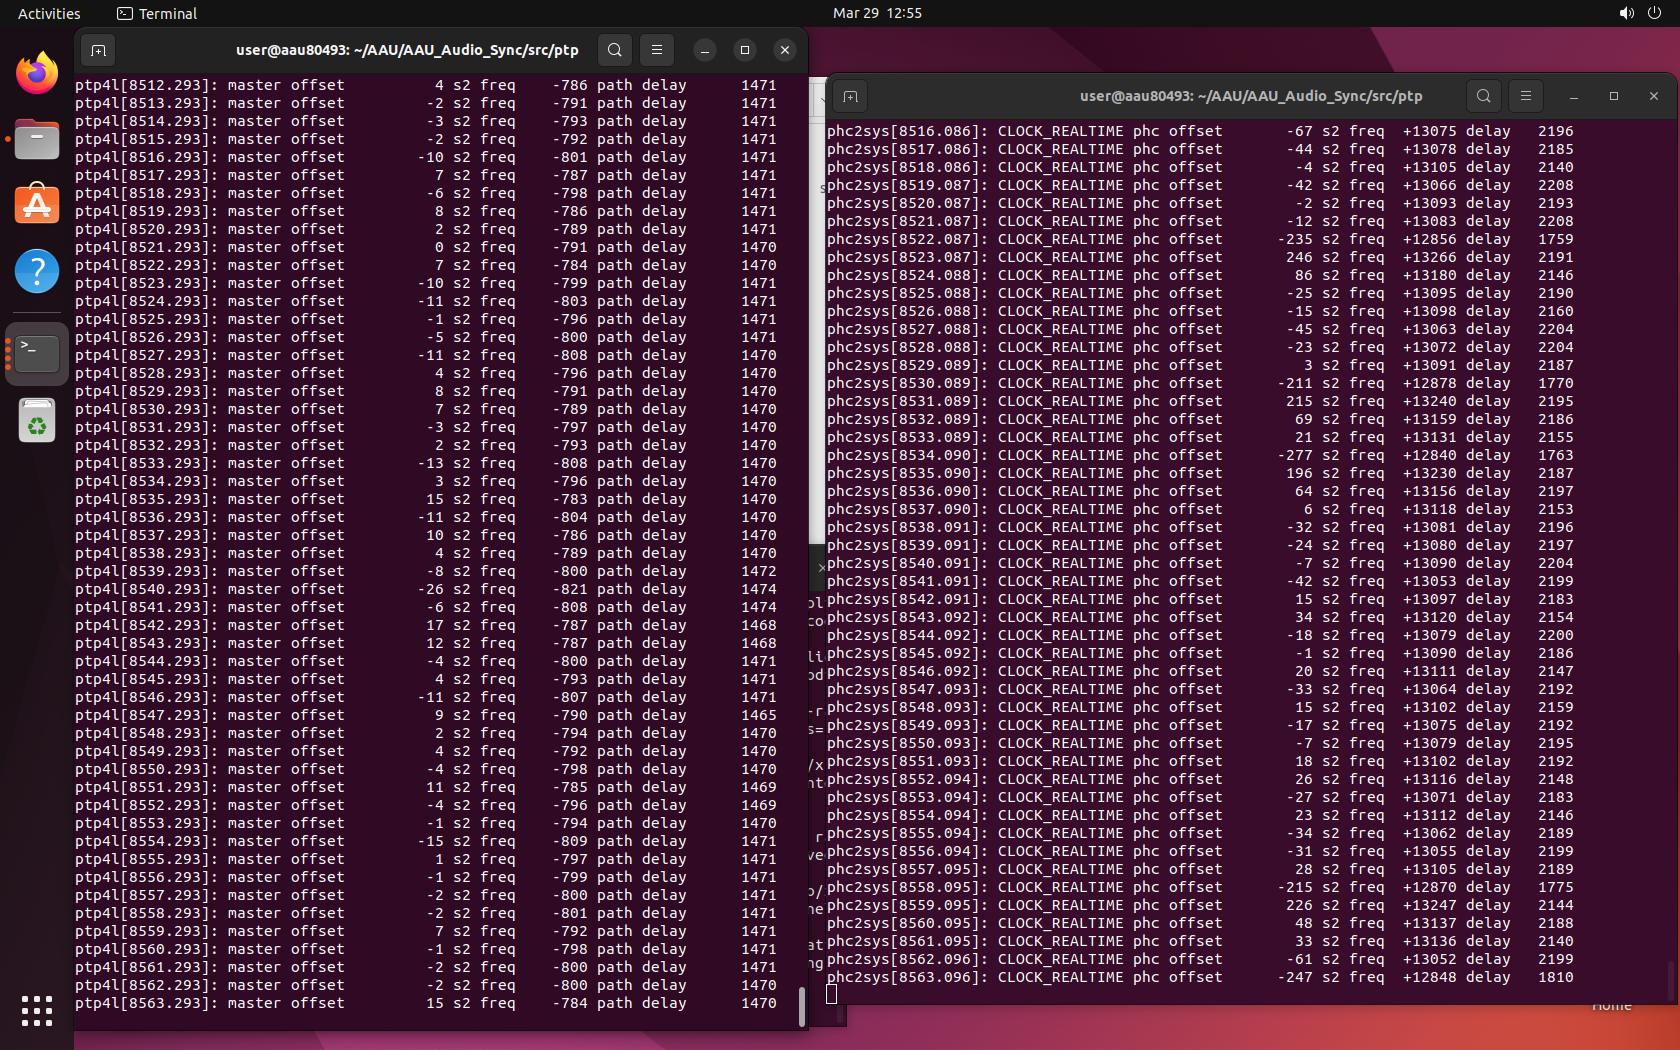 Activities
Terminal
Mar 29 12:55
user@aau80493: ~/AAU/AAU_Audio_Sync/src/ptp
ptp4l[8512.293]: master offset 4 s2 freq -786 path delay 1471
ptp4l[8513.293]: master offset -2 s2 freq -791 path delay 1471
ptp4l[8514.293]: master offset -3 s2 freq -793 path delay 1471
ptp4l[8515.293]: master offset -2 s2 freq -792 path delay 1471
ptp4l[8516.293]: master offset -10 s2 freq -801 path delay 1471
ptp4l[8517.293]: master offset 7 s2 freq -787 path delay 1471
ptp4l[8518.293]: master offset -6 s2 freq -798 path delay 1471
ptp4l[8519.293]: master offset 8 s2 freq -786 path delay 1471
ptp4l[8520.293]: master offset 2 s2 freq -789 path delay 1471
ptp4l[8521.293]: master offset 0 s2 freq -791 path delay 1470
ptp4l[8522.293]: master offset 7 s2 freq -784 path delay 1470
ptp4l[8523.293]: master offset -10 s2 freq -799 path delay 1471
ptp4l[8524.293]: master offset -11 s2 freq -803 path delay 1471
ptp4l[8525.293]: master offset -1 s2 freq -796 path delay 1471
ptp4l[8526.293]: master offset -5 s2 freq -800 path delay 1471
ptp4l[8527.293]: master offset -11 s2 freq -808 path delay 1470
ptp4l[8528.293]: master offset 4 s2 freq -796 path delay 1470
ptp4l[8529.293]: master offset 8 s2 freq -791 path delay 1470
ptp4l[8530.293]: master offset 7 s2 freq -789 path delay 1470
ptp4l[8531.293]: master offset -3 s2 freq -797 path delay 1470
ptp4l[8532.293]: master offset 2 s2 freq -793 path delay 1470
ptp4l[8533.293]: master offset -13 s2 freq -808 path delay 1470
ptp4l[8534.293]: master offset 3 s2 freq -796 path delay 1470
ptp4l[8535.293]: master offset 15 s2 freq -783 path delay 1470
ptp4l[8536.293]: master offset -11 s2 freq -804 path delay 1470
ptp4l[8537.293]: master offset 10 s2 freq -786 path delay 1470
ptp4l[8538.293]: master offset 4 s2 freq -789 path delay 1470
ptp4l[8539.293]: master offset -8 s2 freq -800 path delay 1472
ptp4l[8540.293]: master offset -26 s2 freq -821 path delay 1474
ptp4l[8541.293]: master offset -6 s2 freq -808 path delay 1474
ptp4l[8542.293]: master offset 17 s2 freq -787 path delay 1468
ptp4l[8543.293]: master offset 12 s2 freq -787 path delay 1468
ptp4l[8544.293]: master offset -4 s2 freq -800 path delay 1471
ptp4l[8545.293]: master offset 4 s2 freq -793 path delay 1471
ptp4l[8546.293]: master offset -11 s2 freq -807 path delay 1471
ptp4l[8547.293]: master offset 9 s2 freq -790 path delay 1465
ptp4l[8548.293]: master offset 2 s2 freq -794 path delay 1470
ptp4l[8549.293]: master offset 4 s2 freq -792 path delay 1470
ptp4l[8550.293]: master offset -4 s2 freq -798 path delay 1470
ptp4l[8551.293]: master offset 11 s2 freq -785 path delay 1469
ptp4l[8552.293]: master offset -4 s2 freq -796 path delay 1469
ptp4l[8553.293]: master offset -1 s2 freq -794 path delay 1470
ptp4l[8554.293]: master offset -15 s2 freq -809 path delay 1471
ptp4l[8555.293]: master offset 1 s2 freq -797 path delay 1471
ptp4l[8556.293]: master offset -1 s2 freq -799 path delay 1471
ptp4l[8557.293]: master offset -2 s2 freq -800 path delay 1471
ptp4l[8558.293]: master offset -2 s2 freq -801 path delay 1471
ptp4l[8559.293]: master offset 7 s2 freq -792 path delay 1471
ptp4l[8560.293]: master offset -1 s2 freq -798 path delay 1471
ptp4l[8561.293]: master offset -2 s2 freq -800 path delay 1471
ptp4l[8562.293]: master offset -2 s2 freq -800 path delay 1470
ptp4l[8563.293]: master offset 15 s2 freq -784 path delay 1470
user@aau80493: ~/AAU/AAU_Audio_Sync/src/ptp
phc2sys[8516.086]: CLOCK_REALTIME phc offset -67 s2 freq +13075 delay 2196
phc2sys[8517.086]: CLOCK_REALTIME phc offset -44 s2 freq +13078 delay 2185
phc2sys[8518.086]: CLOCK_REALTIME phc offset -4 s2 freq +13105 delay 2140
phc2sys[8519.087]: CLOCK_REALTIME phc offset -42 s2 freq +13066 delay 2208
phc2sys[8520.087]: CLOCK_REALTIME phc offset -2 s2 freq +13093 delay 2193
phc2sys[8521.087]: CLOCK_REALTIME phc offset -12 s2 freq +13083 delay 2208
phc2sys[8522.087]: CLOCK_REALTIME phc offset -235 s2 freq +12856 delay 1759
phc2sys[8523.087]: CLOCK_REALTIME phc offset 246 s2 freq +13266 delay 2191
phc2sys[8524.088]: CLOCK_REALTIME phc offset 86 s2 freq +13180 delay 2146
phc2sys[8525.088]: CLOCK_REALTIME phc offset -25 s2 freq +13095 delay 2190
phc2sys[8526.088]: CLOCK_REALTIME phc offset -15 s2 freq +13098 delay 2160
phc2sys[8527.088]: CLOCK_REALTIME phc offset -45 s2 freq +13063 delay 2204
phc2sys[8528.088]: CLOCK_REALTIME phc offset -23 s2 freq +13072 delay 2204
phc2sys[8529.089]: CLOCK_REALTIME phc offset 3 s2 freq +13091 delay 2187
phc2sys[8530.089]: CLOCK_REALTIME phc offset -211 s2 freq +12878 delay 1770
phc2sys[8531.089]: CLOCK_REALTIME phc offset 215 s2 freq +13240 delay 2195
phc2sys[8532.089]: CLOCK_REALTIME phc offset 69 s2 freq +13159 delay 2186
phc2sys[8533.089]: CLOCK_REALTIME phc offset 21 s2 freq +13131 delay 2155
phc2sys[8534.090]: CLOCK_REALTIME phc offset -277 s2 freq +12840 delay 1763
phc2sys[8535.090]: CLOCK_REALTIME phc offset 196 s2 freq +13230 delay 2187
phc2sys[8536.090]: CLOCK_REALTIME phc offset 64 s2 freq +13156 delay 2197
phc2sys[8537.090]: CLOCK_REALTIME phc offset 6 s2 freq +13118 delay 2153
phc2sys[8538.091]: CLOCK_REALTIME phc offset -32 s2 freq +13081 delay 2196
phc2sys[8539.091]: CLOCK_REALTIME phc offset -24 s2 freq +13080 delay 2197
phc2sys[8540.091]: CLOCK_REALTIME phc offset -7 s2 freq +13090 delay 2204
phc2sys[8541.091]: CLOCK_REALTIME phc offset -42 s2 freq +13053 delay 2199
phc2sys[8542.091]: CLOCK_REALTIME phc offset 15 s2 freq +13097 delay 2183
phc2sys[8543.092]: CLOCK_REALTIME phc offset 34 s2 freq +13120 delay 2154
phc2sys[8544.092]: CLOCK_REALTIME phc offset -18 s2 freq +13079 delay 2200
phc2sys[8545.092]: CLOCK_REALTIME phc offset -1 s2 freq +13090 delay 2186
phc2sys[8546.092]: CLOCK_REALTIME phc offset 20 s2 freq +13111 delay 2147
phc2sys[8547.093]: CLOCK_REALTIME phc offset -33 s2 freq +13064 delay 2192
phc2sys[8548.093]: CLOCK_REALTIME phc offset 15 s2 freq +13102 delay 2159
phc2sys[8549.093]: CLOCK_REALTIME phc offset -17 s2 freq +13075 delay 2192
phc2sys[8550.093]: CLOCK_REALTIME phc offset -7 s2 freq +13079 delay 2195
phc2sys[8551.093]: CLOCK_REALTIME phc offset 18 s2 freq +13102 delay 2192
phc2sys[8552.094]: CLOCK_REALTIME phc offset 26 s2 freq +13116 delay 2148
phc2sys[8553.094]: CLOCK_REALTIME phc offset -27 s2 freq +13071 delay 2183
phc2sys[8554.094]: CLOCK_REALTIME phc offset 23 s2 freq +13112 delay 2146
phc2sys[8555.094]: CLOCK_REALTIME phc offset -34 s2 freq +13062 delay 2189
phc2sys[8556.094]: CLOCK_REALTIME phc offset -31 s2 freq +13055 delay 2199
phc2sys[8557.095]: CLOCK_REALTIME phc offset 28 s2 freq +13105 delay 2189
phc2sys[8558.095]: CLOCK_REALTIME phc offset -215 s2 freq +12870 delay 1775
phc2sys[8559.095]: CLOCK_REALTIME phc offset 226 s2 freq +13247 delay 2144
phc2sys[8560.095]: CLOCK_REALTIME phc offset 48 s2 freq +13137 delay 2188
phc2sys[8561.095]: CLOCK_REALTIME phc offset 33 s2 freq +13136 delay 2140
phc2sys[8562.096]: CLOCK_REALTIME phc offset -61 s2 freq +13052 delay 2199
phc2sys[8563.096]: CLOCK_REALTIME phc offset -247 s2 freq +12848 delay 1810
Home